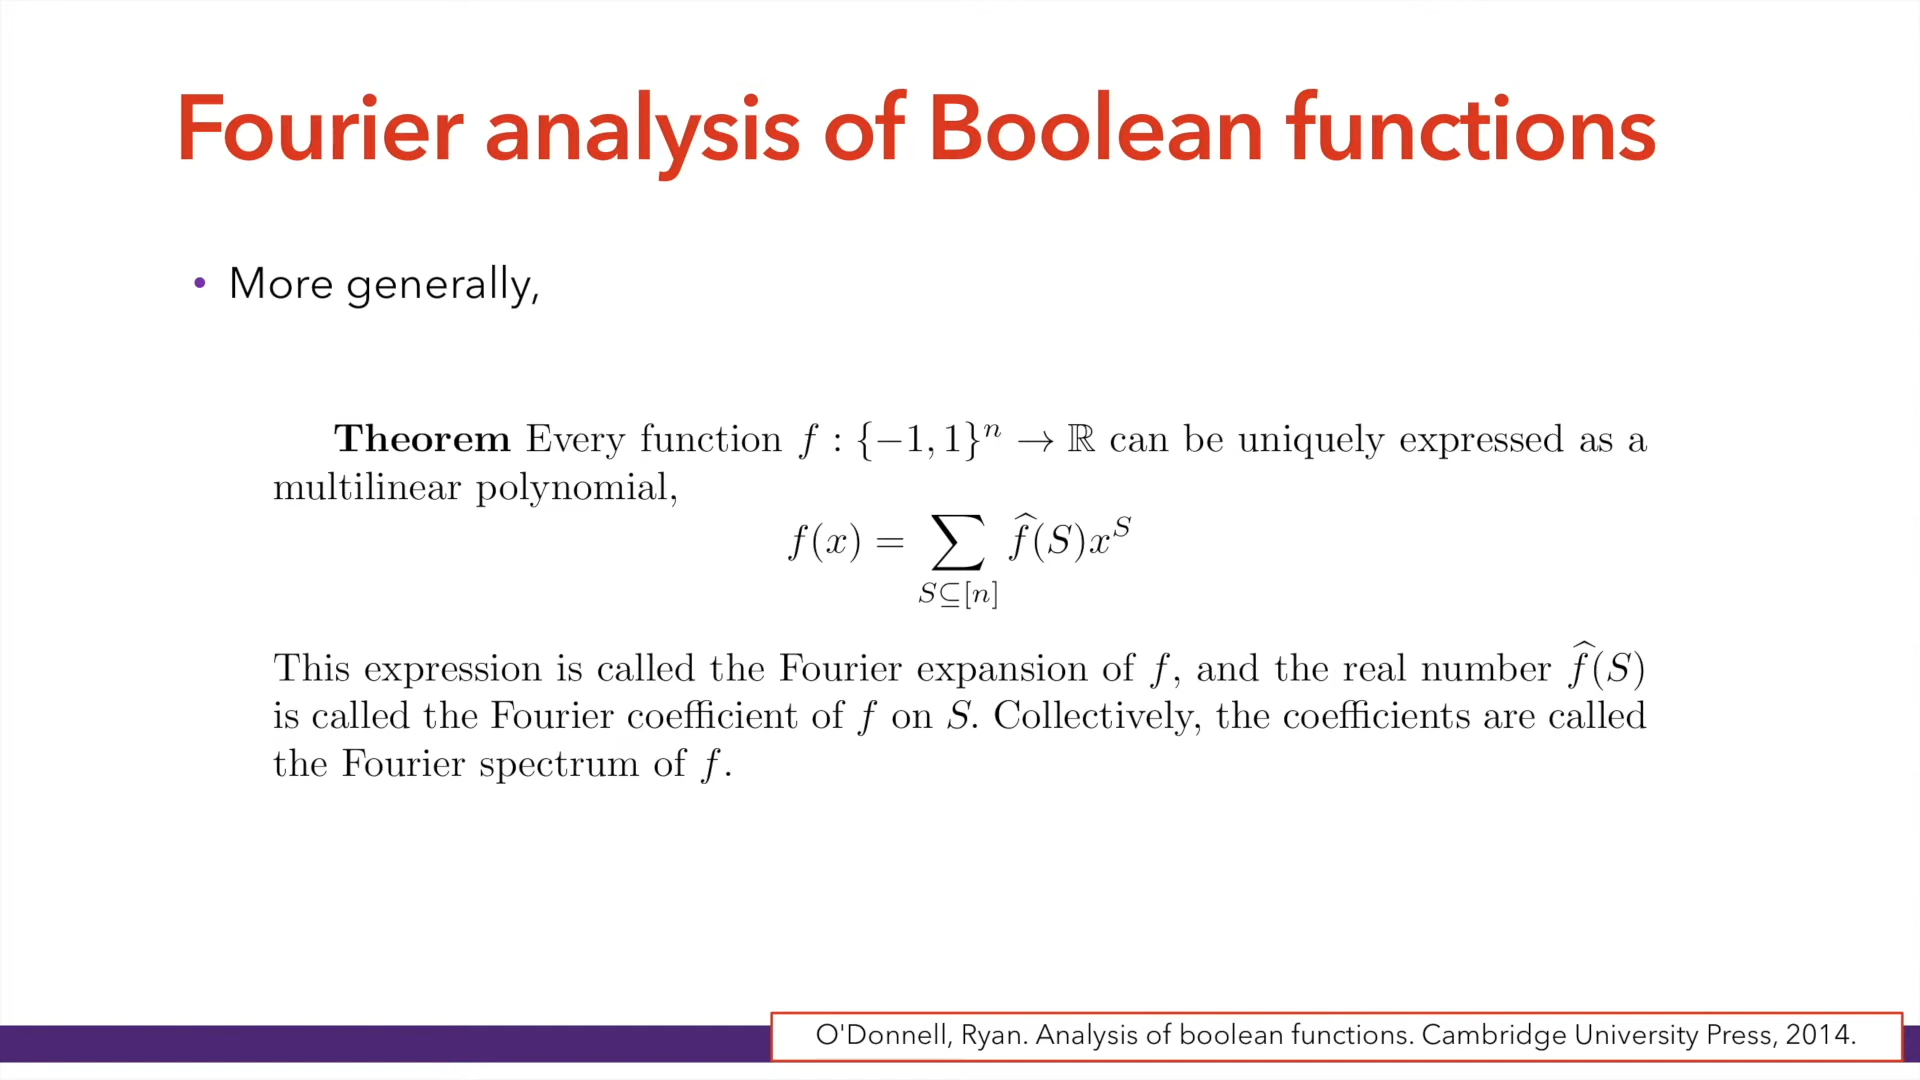 Fourier analysis of Boolean functions
• More generally,
Theorem Every function f : {−1, 1}ⁿ → ℝ can be uniquely expressed as a
multilinear polynomial,
f(x) = ∑_{S⊆[n]} f̂(S)x^S
This expression is called the Fourier expansion of f, and the real number f̂(S)
is called the Fourier coefficient of f on S. Collectively, the coefficients are called
the Fourier spectrum of f.
O'Donnell, Ryan. Analysis of boolean functions. Cambridge University Press, 2014.